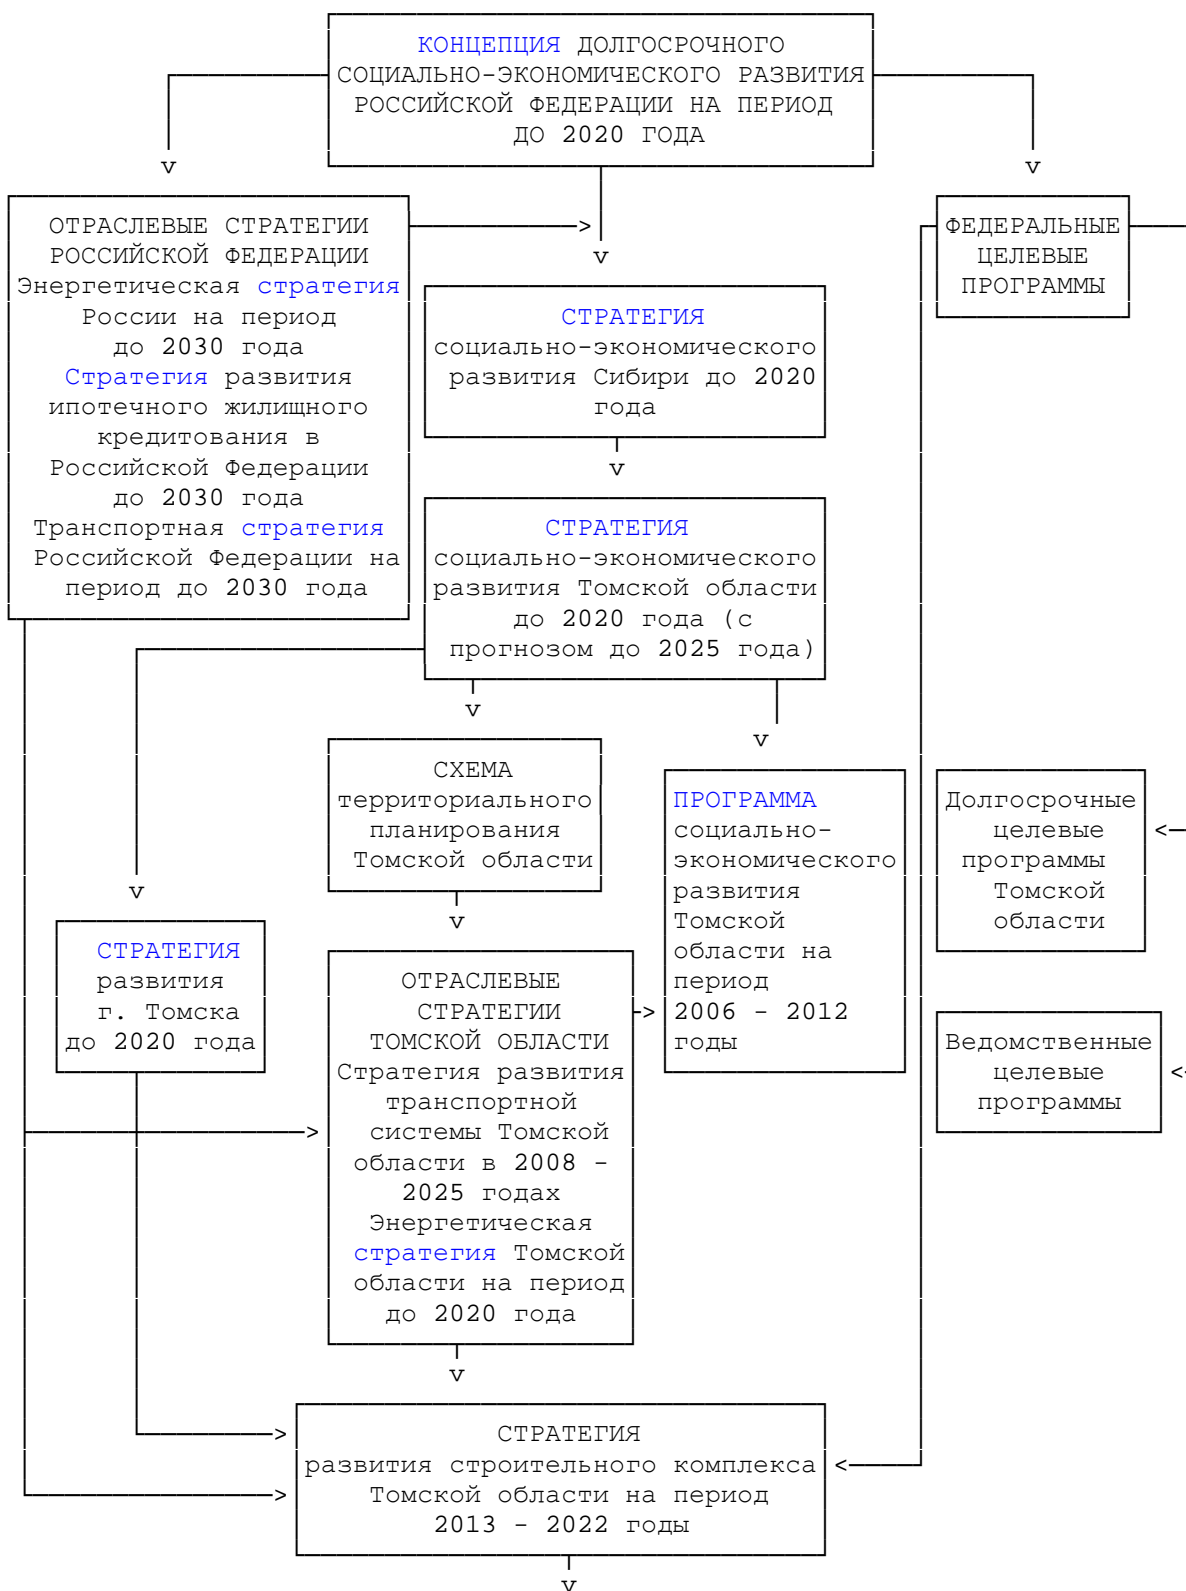 КОНЦЕПЦИЯ ДОЛГОСРОЧНОГО
СОЦИАЛЬНО-ЭКОНОМИЧЕСКОГО РАЗВИТИЯ
РОССИЙСКОЙ ФЕДЕРАЦИИ НА ПЕРИОД
ДО 2020 ГОДА
ОТРАСЛЕВЫЕ СТРАТЕГИИ
РОССИЙСКОЙ ФЕДЕРАЦИИ
Энергетическая стратегия
России на период
до 2030 года
Стратегия развития
ипотечного жилищного
кредитования в
Российской Федерации
до 2030 года
Транспортная стратегия
Российской Федерации на
период до 2030 года
ФЕДЕРАЛЬНЫЕ
ЦЕЛЕВЫЕ
ПРОГРАММЫ
СТРАТЕГИЯ
социально-экономического
развития Сибири до 2020
года
СТРАТЕГИЯ
социально-экономического
развития Томской области
до 2020 года (с
прогнозом до 2025 года)
СХЕМА
территориального
планирования
Томской области
ПРОГРАММА
социально-
экономического
развития
Томской
области на
период
2006 - 2012
годы
Долгосрочные
целевые
программы
Томской
области
СТРАТЕГИЯ
развития
г. Томска
до 2020 года
ОТРАСЛЕВЫЕ
СТРАТЕГИИ
ТОМСКОЙ ОБЛАСТИ
Стратегия развития
транспортной
системы Томской
области в 2008 -
2025 годах
Энергетическая
стратегия Томской
области на период
до 2020 года
Ведомственные
целевые
программы
СТРАТЕГИЯ
развития строительного комплекса
Томской области на период
2013 - 2022 годы